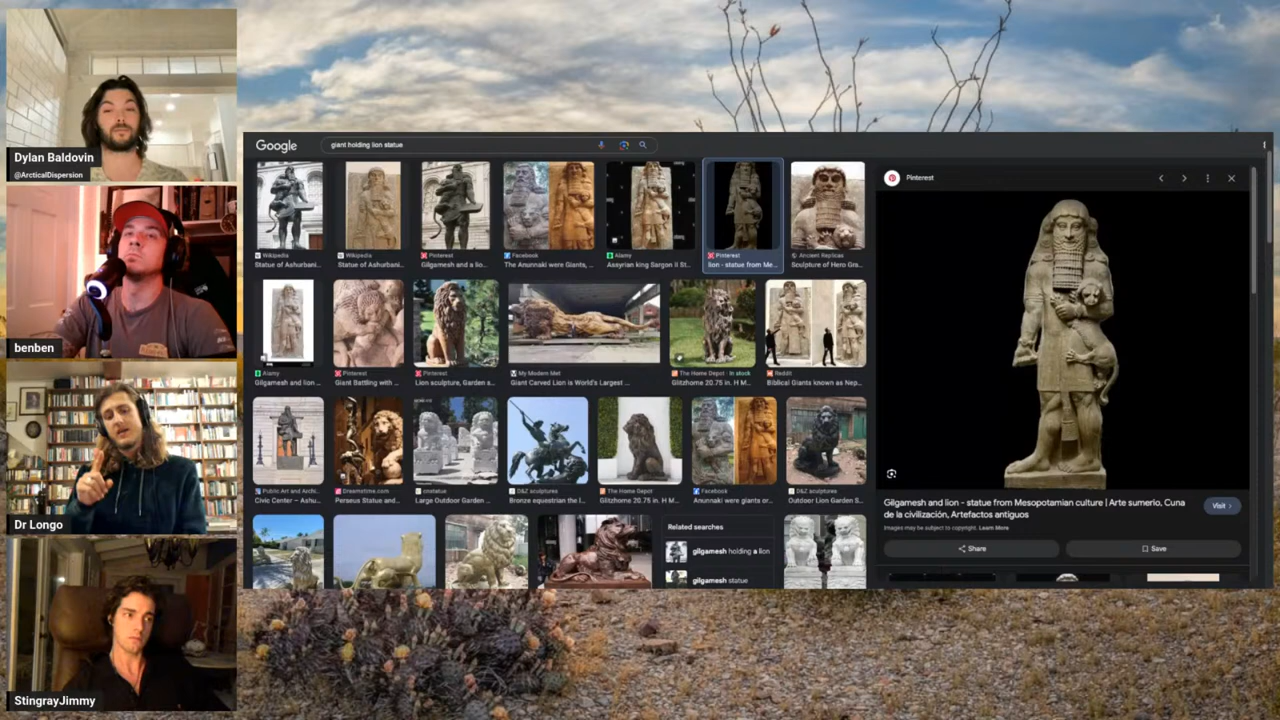 Dylan Baldovin
@ArcticalDispersion
benben
Dr Longo
StingrayJimmy
Google
giant holding lion statue
Wikipedia
Statue of Ashurbani...
Wikipedia
Statue of Ashurbani...
Pinterest
Gilgamesh and a lio...
Facebook
The Anunnaki were Giants, ...
Alamy
Assyrian king Sargon II St...
Pinterest
lion - statue from Me...
Ancient Replicas
Sculpture of Hero Gra...
Alamy
Gilgamesh and lion ...
Pinterest
Giant Battling with ...
Pinterest
Lion sculpture, Garden s...
My Modern Met
Giant Carved Lion is World's Largest ...
The Home Depot · In stock
Glitzhome 20.75 in. H M...
Reddit
Biblical Giants known as Nep...
Public Art and Archi...
Civic Center – Ashu...
Dreamstime.com
Perseus Statue and...
Large Outdoor Garden ...
D&Z sculptures
Bronze equestrian the l...
The Home Depot
Glitzhome 20.75 in. H M...
Facebook
Anunnaki were giants or...
D&Z sculptures
Outdoor Lion Garden S...
Related searches
gilgamesh holding a lion
gilgamesh statue
Pinterest
Gilgamesh and lion - statue from Mesopotamian culture | Arte sumerio, Cuna
de la civilización, Artefactos antiguos
Visit
Images may be subject to copyright. Learn More
Share
Save